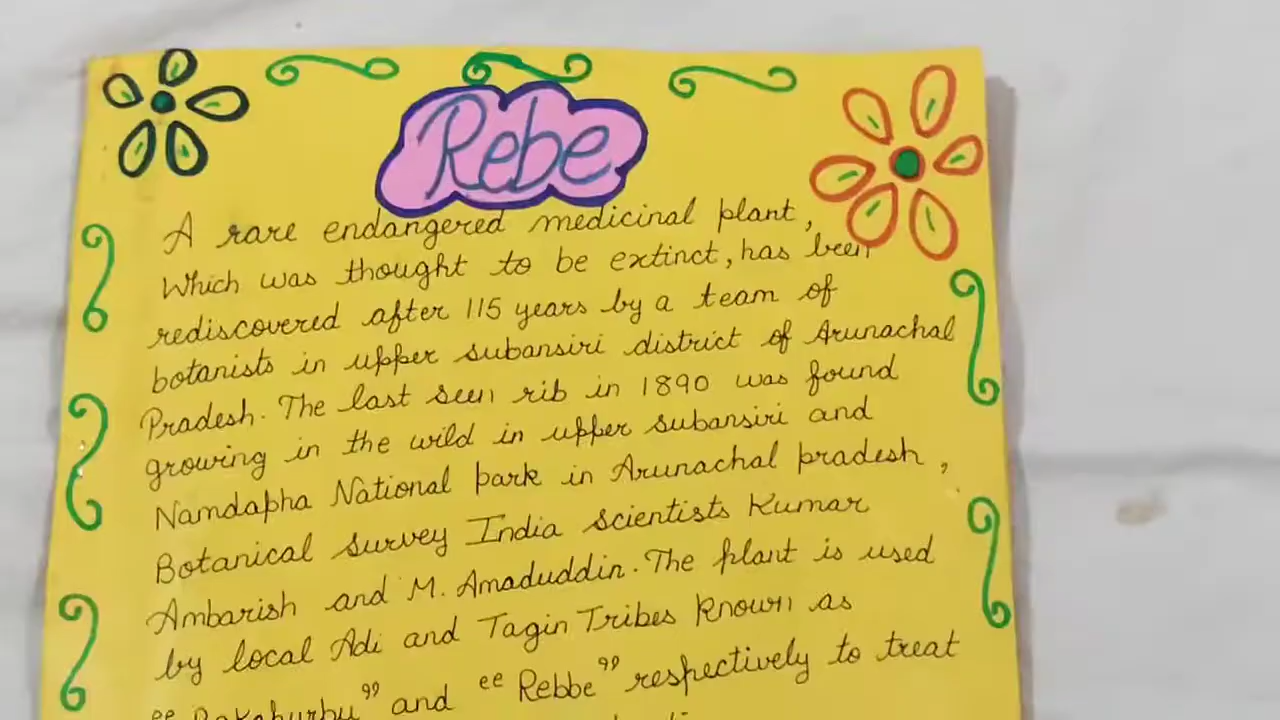 Rebe
A rare endangered medicinal plant,
Which was thought to be extinct, has been
rediscovered after 115 years by a team of
botanists in upper subansiri district of Arunachal
Pradesh. The last seen rib in 1890 was found
growing in the wild in upper subansiri and
Namdapha National park in Arunachal pradesh,
Botanical survey India scientists Kumar
Ambarish and M. Amaduddin. The plant is used
by local Adi and Tagin Tribes known as
and "Rebbe" respectively to treat